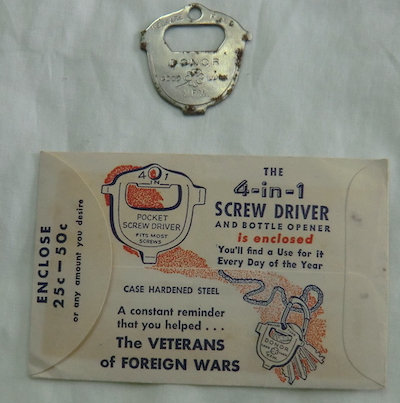 DONOR
GOOD
V.F.W.
ENCLOSE
25c-50c
or any amount you desire
4 IN 1
POCKET
SCREW DRIVER
FITS MOST
SCREWS
THE
4-in-1
SCREW DRIVER
AND BOTTLE OPENER
is enclosed
You'll find a Use for it
Every Day of the Year
CASE HARDENED STEEL
A constant reminder
that you helped . . .
The VETERANS
of FOREIGN WARS
DONOR